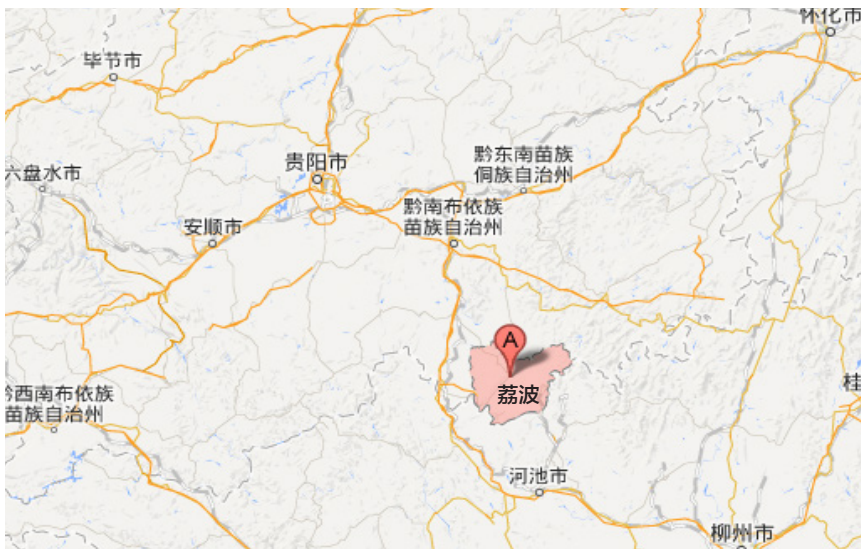 怀化市
毕节市
贵阳市
黔东南苗族
侗族自治州
六盘水市
黔南布依族
苗族自治州
安顺市
A
荔波
黔西南布依族
苗族自治州
桂
河池市
柳州市